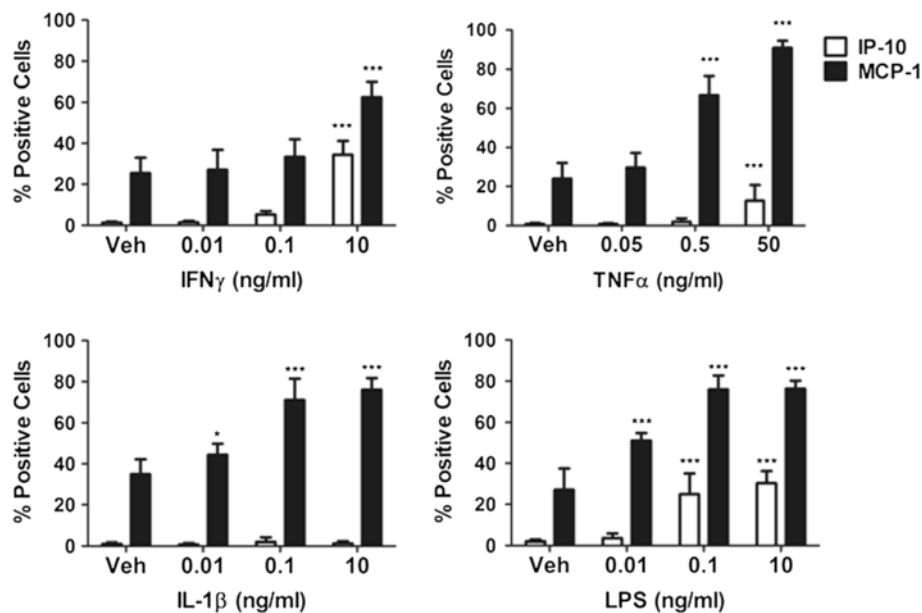 100
80
60
40
20
0
% Positive Cells
***
***
Veh 0.01 0.1 10
IFNγ (ng/ml)
100
80
60
40
20
0
% Positive Cells
***
***
***
Veh 0.05 0.5 50
TNFα (ng/ml)
IP-10
MCP-1
100
80
60
40
20
0
% Positive Cells
*
***
***
Veh 0.01 0.1 10
IL-1β (ng/ml)
100
80
60
40
20
0
% Positive Cells
***
***
***
***
***
Veh 0.01 0.1 10
LPS (ng/ml)